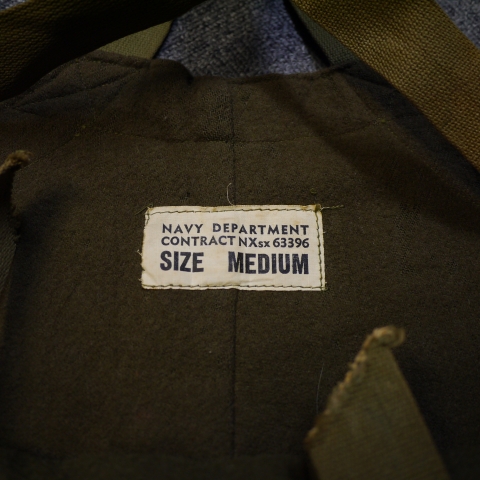 NAVY DEPARTMENT
CONTRACT NXsx 63396
SIZE MEDIUM